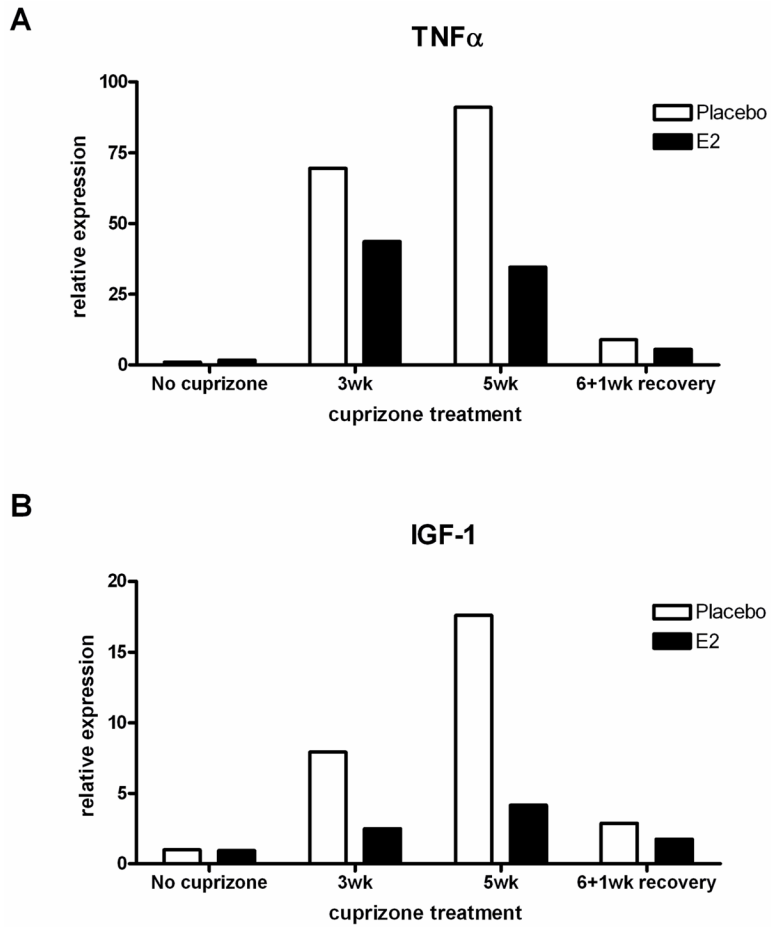 A
TNFα
100
75
50
25
0
relative expression
Placebo
E2
No cuprizone 3wk 5wk 6+1wk recovery
cuprizone treatment
B
IGF-1
20
15
10
5
0
relative expression
Placebo
E2
No cuprizone 3wk 5wk 6+1wk recovery
cuprizone treatment